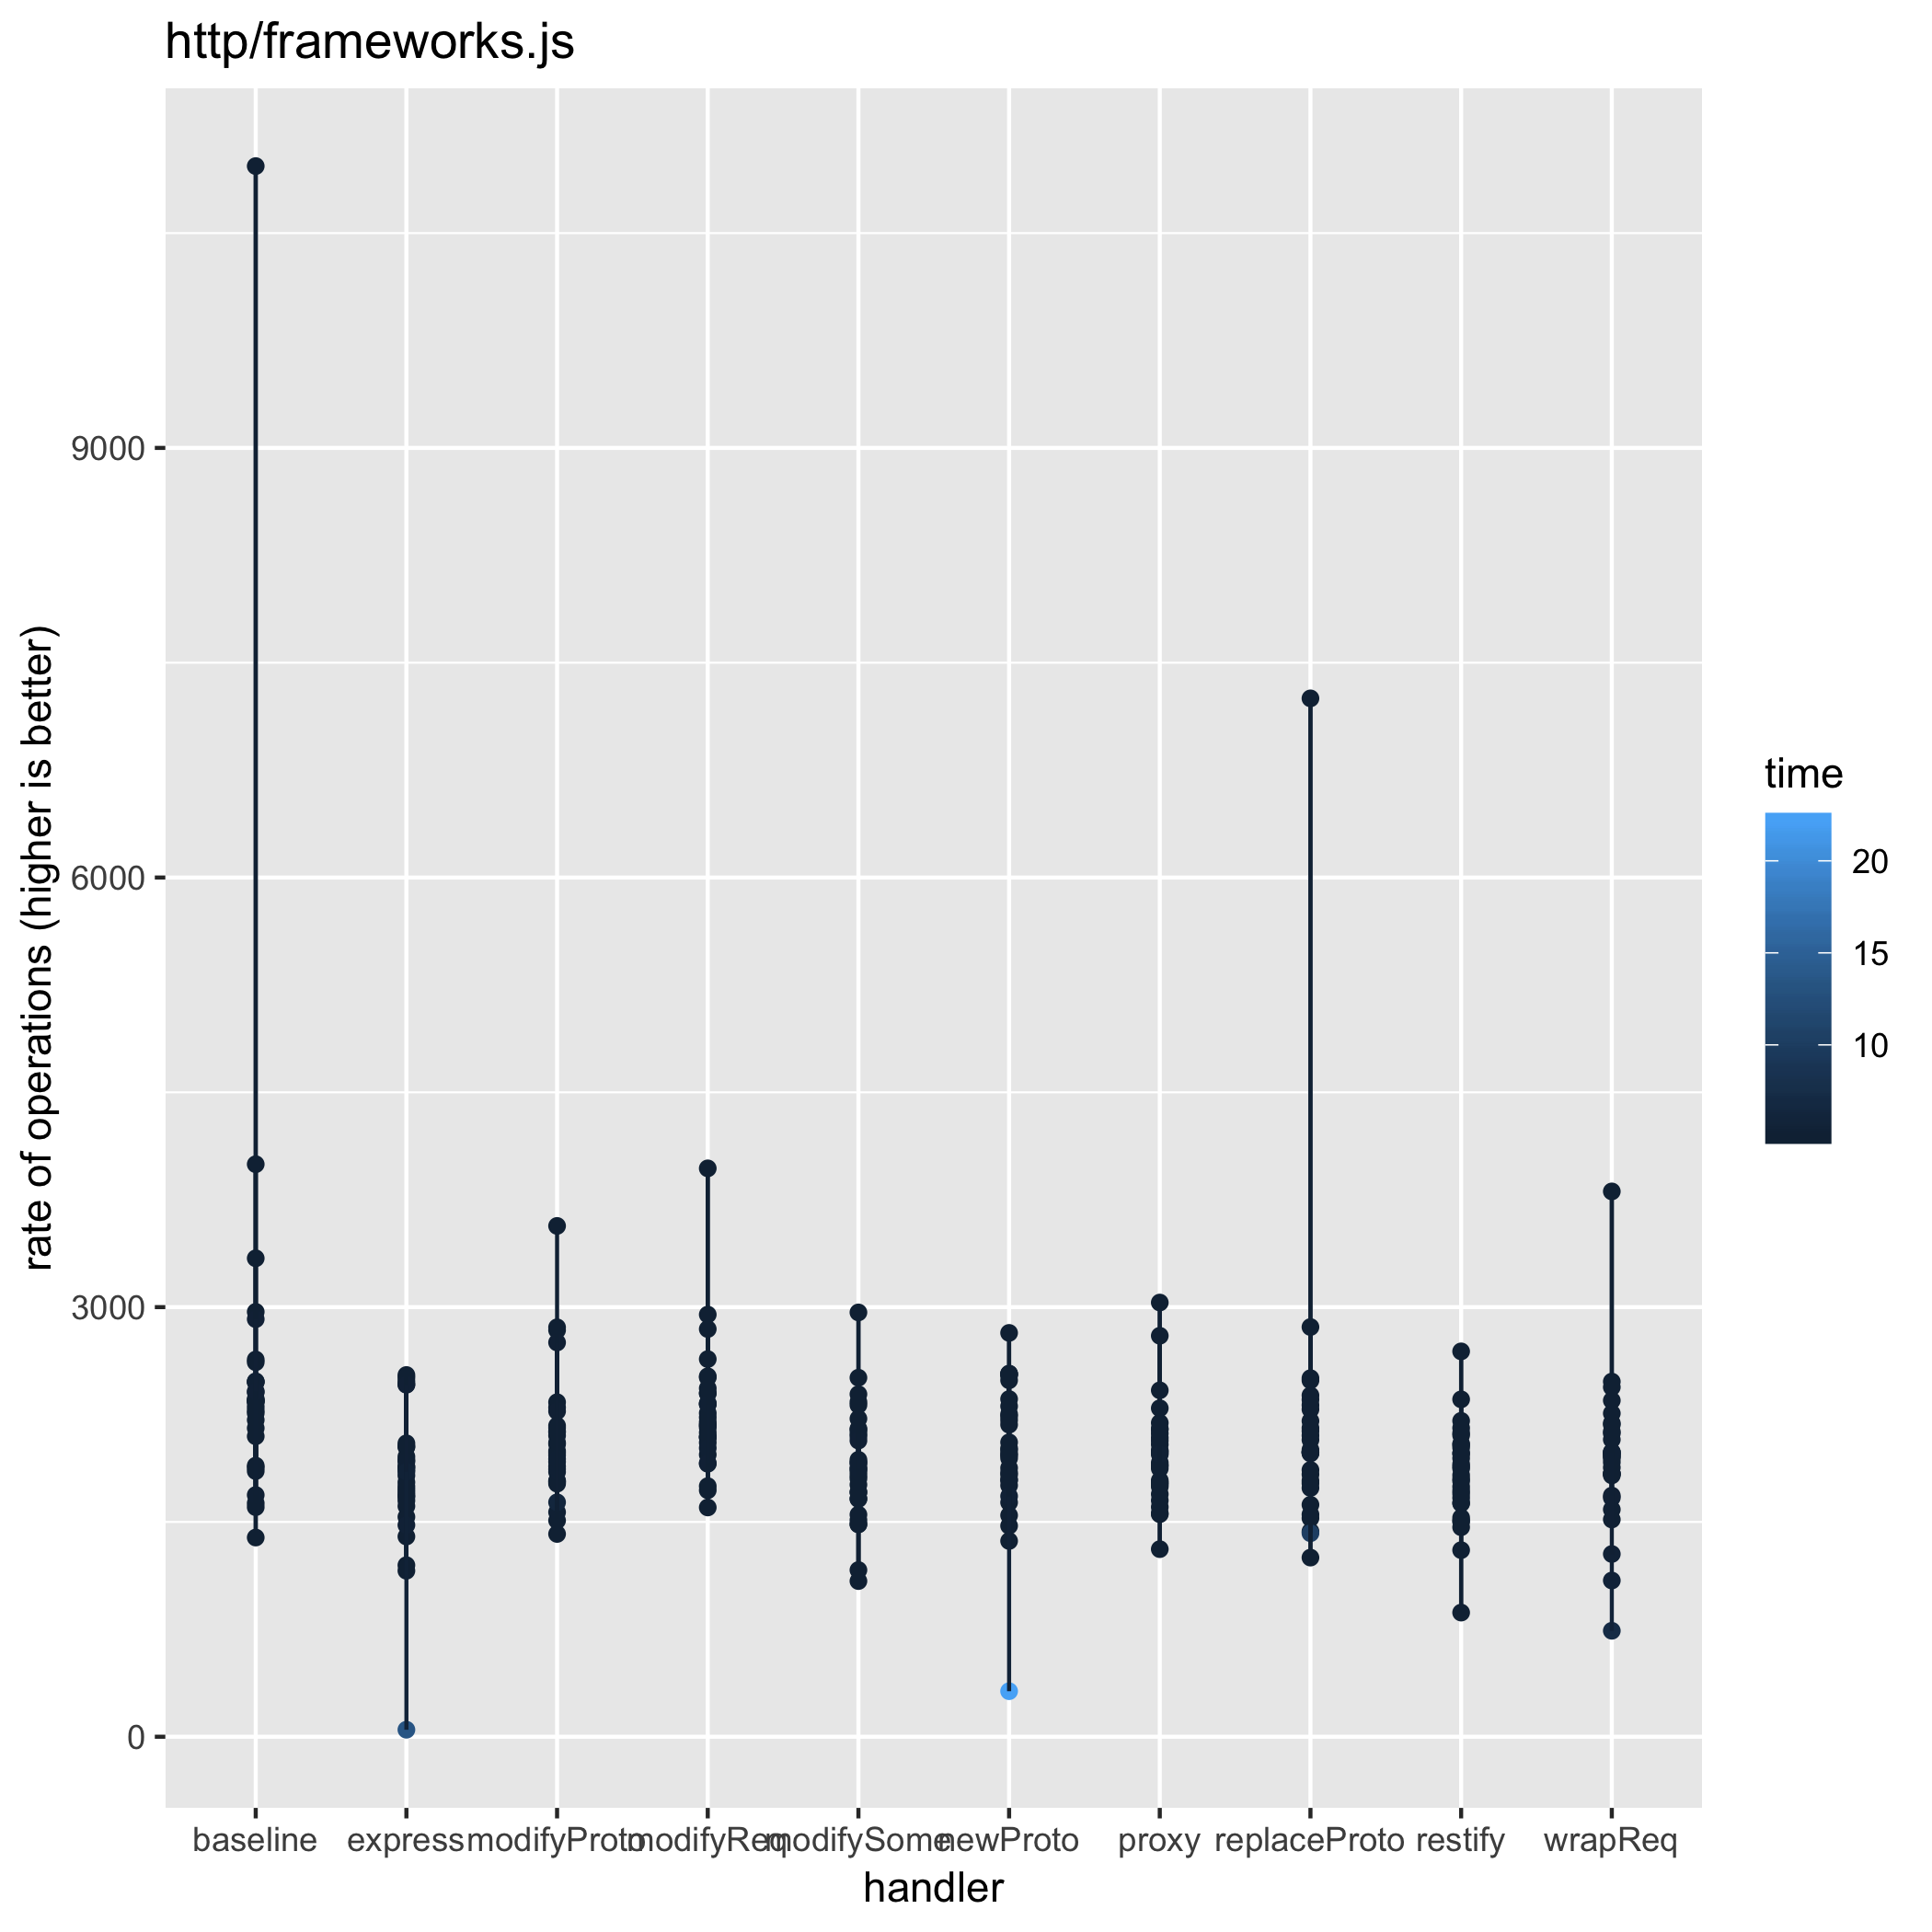 http/frameworks.js
rate of operations (higher is better)
9000
6000
3000
0
baseline express modifyProto modifyReq modifySome newProto proxy replaceProto restify wrapReq
handler
time
20
15
10